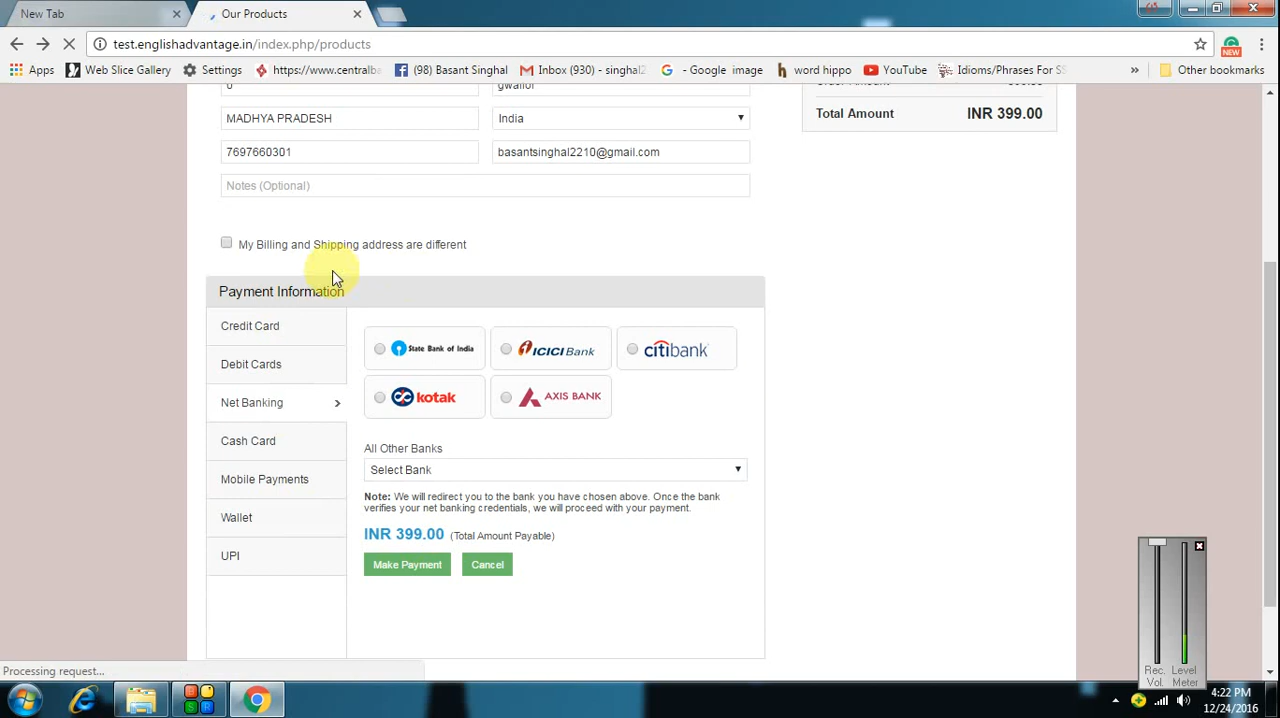 New Tab
Our Products
test.englishadvantage.in/index.php/products
NEW
Apps
Web Slice Gallery
Settings
https://www.centralba
(98) Basant Singhal
Inbox (930) - singhal2
- Google image
word hippo
YouTube
Idioms/Phrases For SS
»
Other bookmarks
MADHYA PRADESH
India
Total Amount
INR 399.00
7697660301
basantsinghal2210@gmail.com
Notes (Optional)
My Billing and Shipping address are different
Payment Information
Credit Card
Debit Cards
Net Banking
Cash Card
Mobile Payments
Wallet
UPI
State Bank of India
ICICI Bank
citibank
kotak
AXIS BANK
All Other Banks
Select Bank
Note: We will redirect you to the bank you have chosen above. Once the bank
verifies your net banking credentials, we will proceed with your payment.
INR 399.00 (Total Amount Payable)
Make Payment
Cancel
Processing request...
Rec. Vol.
Level Meter
4:22 PM
12/24/2016